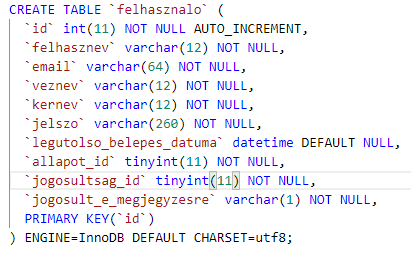 CREATE TABLE `felhasznalo` (
`id` int(11) NOT NULL AUTO_INCREMENT,
`felhasznev` varchar(12) NOT NULL,
`email` varchar(64) NOT NULL,
`veznev` varchar(12) NOT NULL,
`kernev` varchar(12) NOT NULL,
`jelszo` varchar(260) NOT NULL,
`legutolso_belepes_datuma` datetime DEFAULT NULL,
`allapot_id` tinyint(11) NOT NULL,
`jogosultsag_id` tinyint(11) NOT NULL,
`jogosult_e_megjegyzesre` varchar(1) NOT NULL,
PRIMARY KEY(`id`)
) ENGINE=InnoDB DEFAULT CHARSET=utf8;